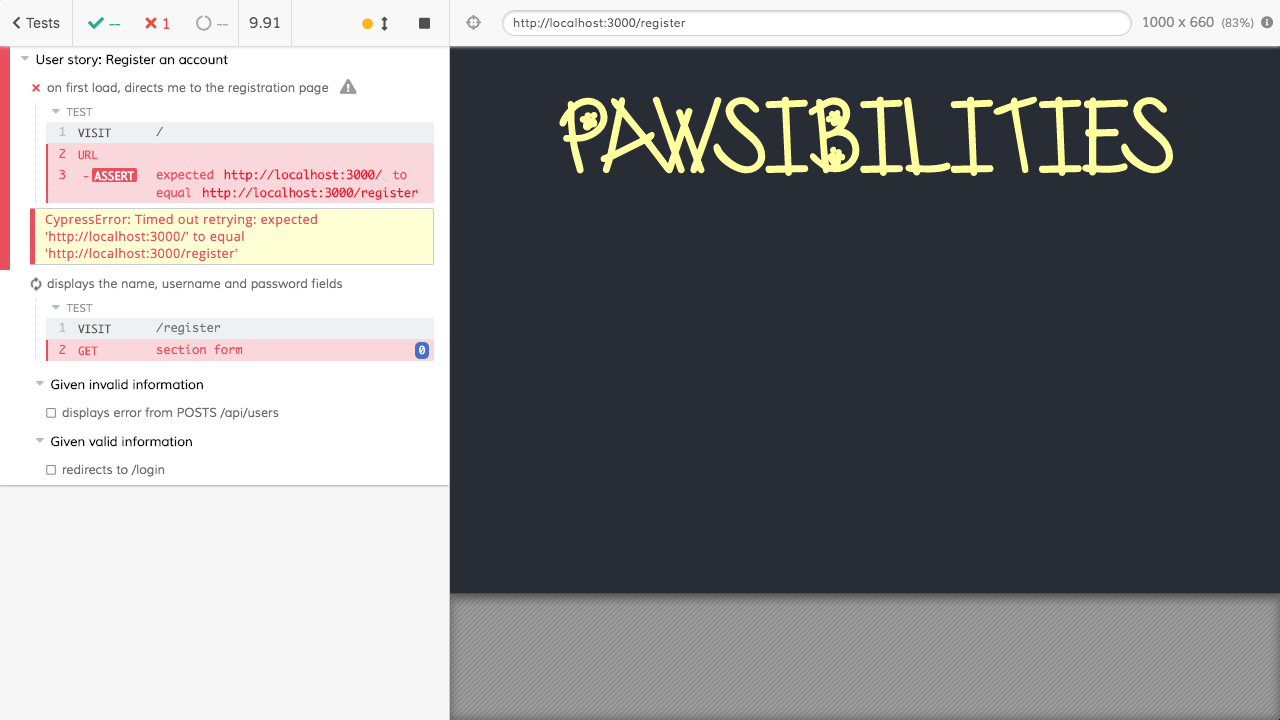 Tests -- 1 -- 9.91 http://localhost:3000/register 1000 x 660 (83%)
User story: Register an account
on first load, directs me to the registration page
TEST
1 VISIT /
2 URL
3 - ASSERT expected http://localhost:3000/ to
equal http://localhost:3000/register
CypressError: Timed out retrying: expected
'http://localhost:3000/' to equal
'http://localhost:3000/register'
displays the name, username and password fields
TEST
1 VISIT /register
2 GET section form 0
Given invalid information
displays error from POSTS /api/users
Given valid information
redirects to /login
PAWSIBILITIES